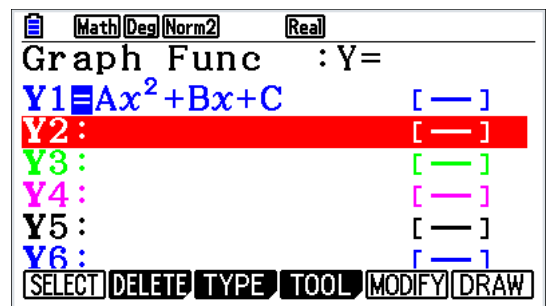 Math Deg Norm2 Real
Graph Func :Y=
Y1=Ax²+Bx+C [—]
Y2: [—]
Y3: [—]
Y4: [—]
Y5: [—]
Y6: [—]
SELECT DELETE TYPE TOOL MODIFY DRAW